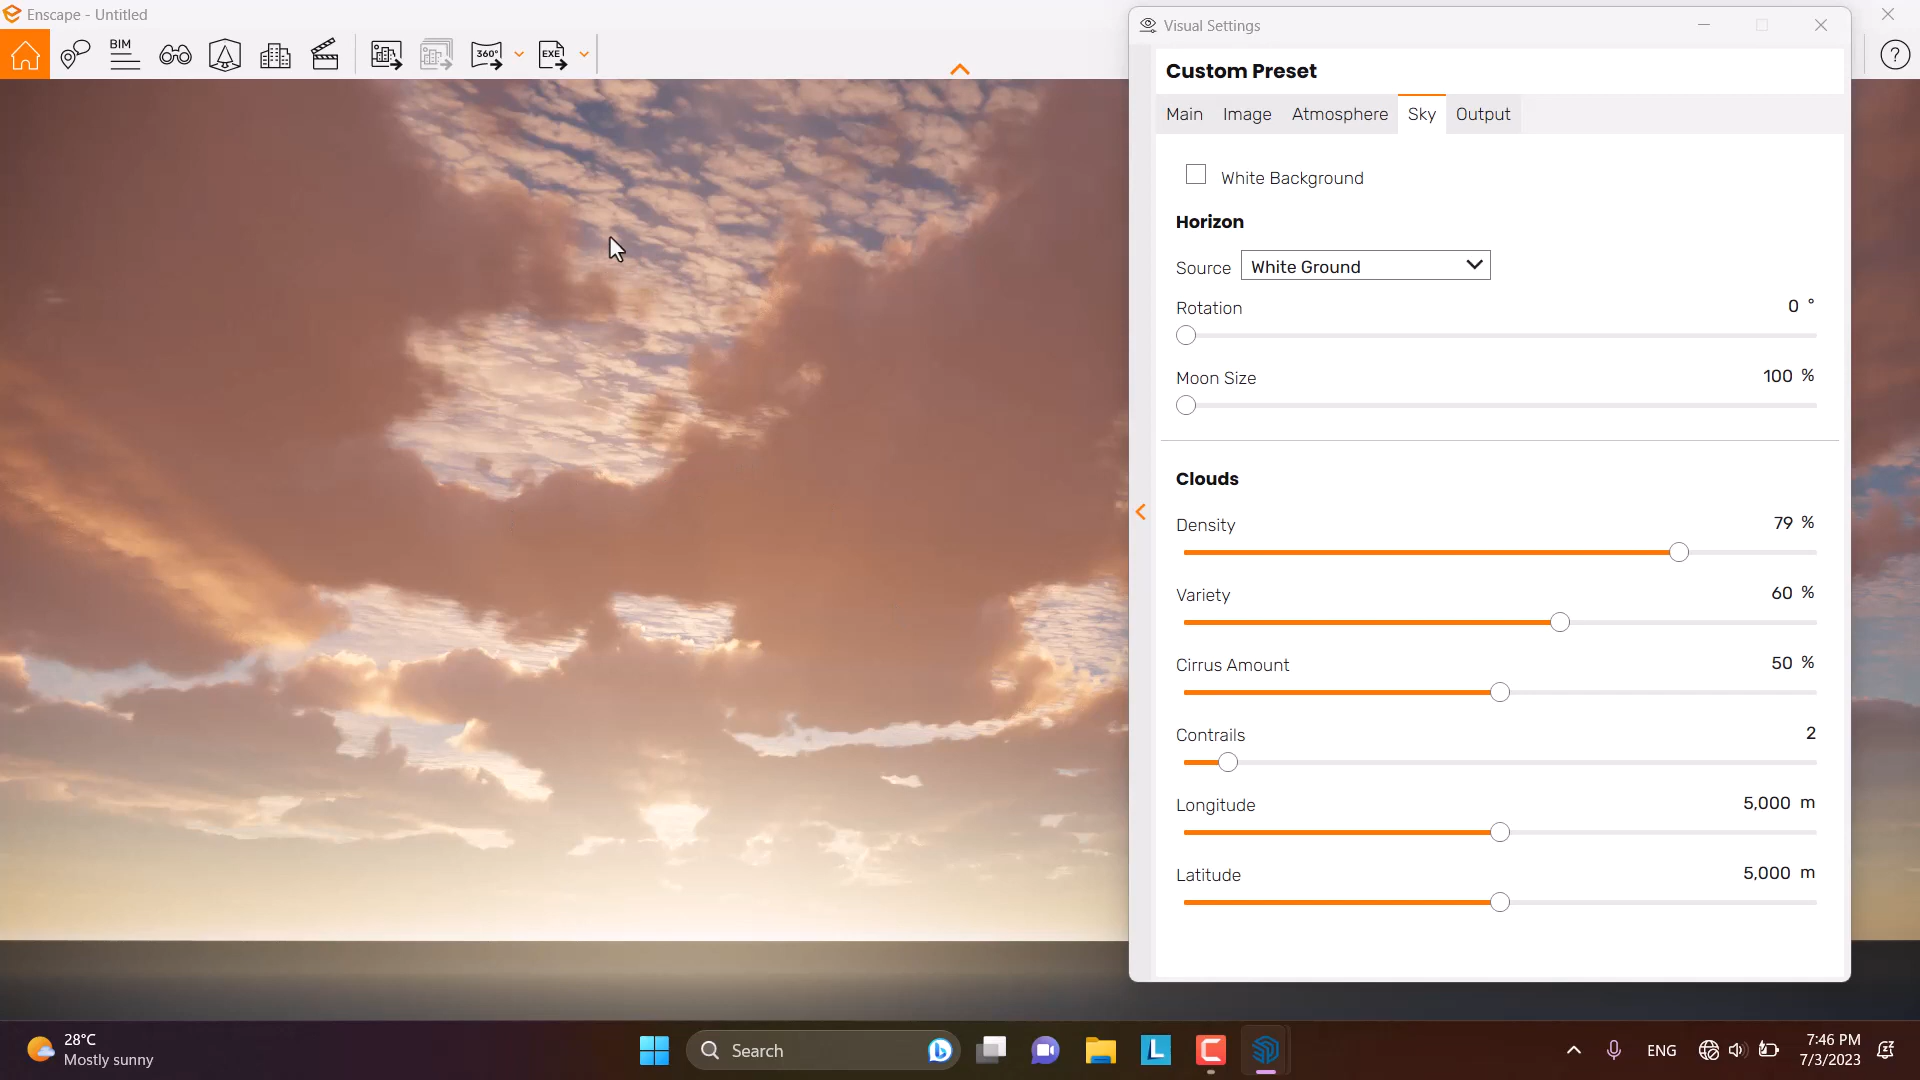 Enscape - Untitled
BIM
360°
EXE
?
Visual Settings
Custom Preset
Main Image Atmosphere Sky Output
White Background
Horizon
Source White Ground
Rotation 0 °
Moon Size 100 %
Clouds
Density 79 %
Variety 60 %
Cirrus Amount 50 %
Contrails 2
Longitude 5,000 m
Latitude 5,000 m
28°C
Mostly sunny
Search
L
C
ENG
7:46 PM
7/3/2023